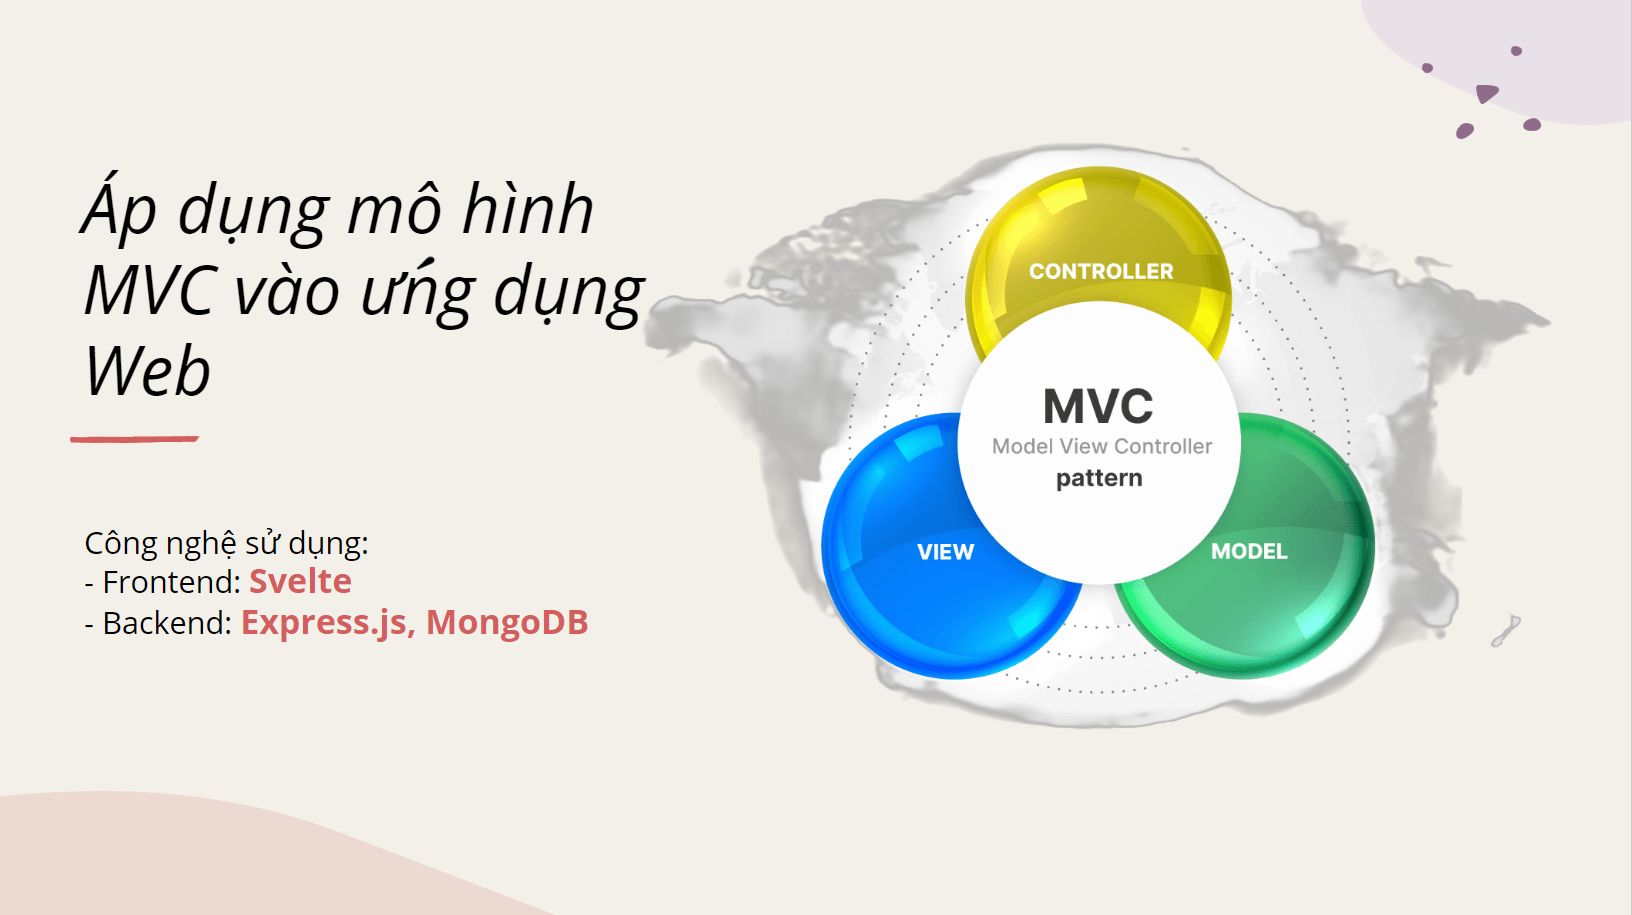 Áp dụng mô hình
MVC vào ứng dụng
Web
Công nghệ sử dụng:
- Frontend: Svelte
- Backend: Express.js, MongoDB
CONTROLLER
MVC
Model View Controller
pattern
VIEW
MODEL